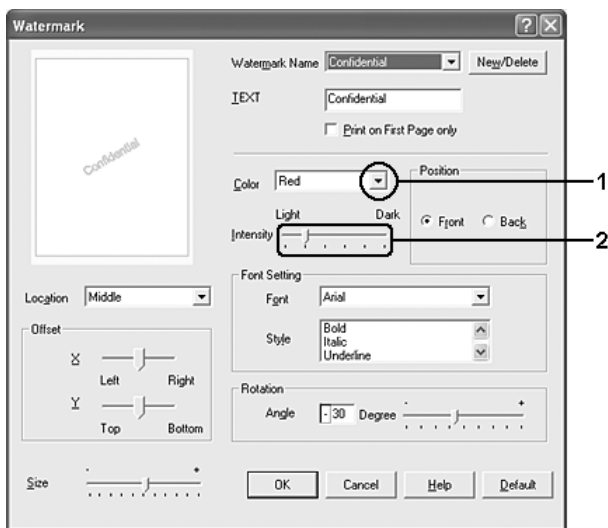 Watermark
Watermark Name Confidential New/Delete
TEXT Confidential
Print on First Page only
Confidential
Color Red
1
Position
Light Dark
Intensity
2
Front Back
Font Setting
Font Arial
Style Bold
Italic
Underline
Location Middle
Offset
X
Left Right
Y
Top Bottom
Rotation
Angle -30 Degree - +
Size - +
OK Cancel Help Default